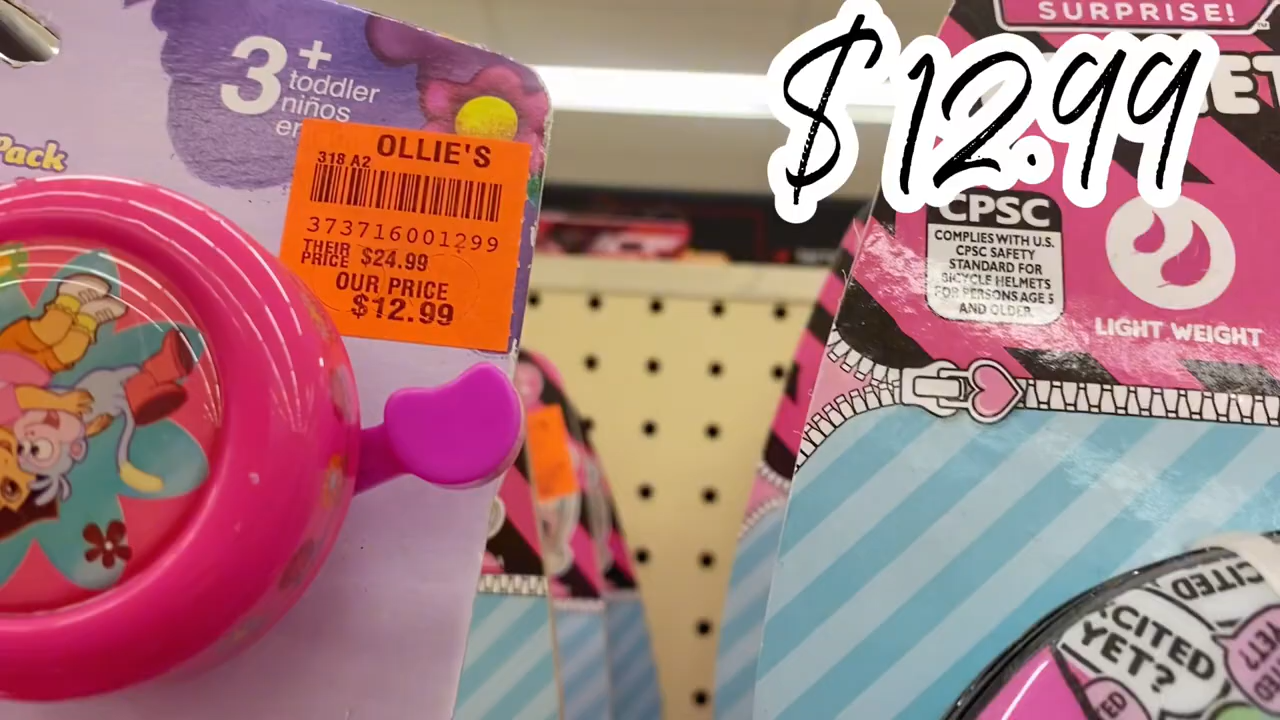 3+
toddler
niños
Pack
OLLIE'S
318 A2
373716001299
THEIR
PRICE $24.99
OUR PRICE
$12.99
$12.99
SURPRISE!
CPSC
COMPLIES WITH U.S.
CPSC SAFETY
STANDARD FOR
BICYCLE HELMETS
FOR PERSONS AGE 5
AND OLDER
LIGHT WEIGHT
YET?